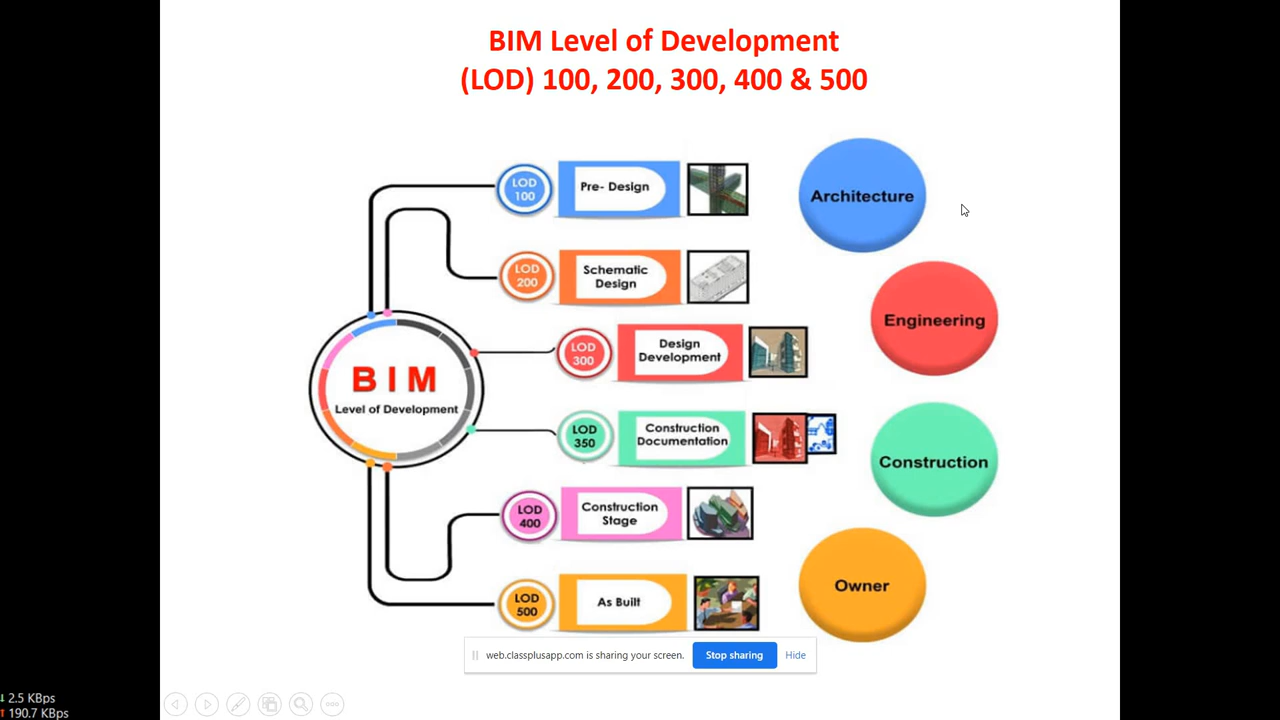 BIM Level of Development
(LOD) 100, 200, 300, 400 & 500
LOD
100
Pre- Design
Architecture
LOD
200
Schematic
Design
Engineering
LOD
300
Design
Development
BIM
Level of Development
LOD
350
Construction
Documentation
Construction
LOD
400
Construction
Stage
LOD
500
As Built
Owner
web.classplusapp.com is sharing your screen.
Stop sharing
Hide
↓ 2.5 KBps
↑ 190.7 KBps